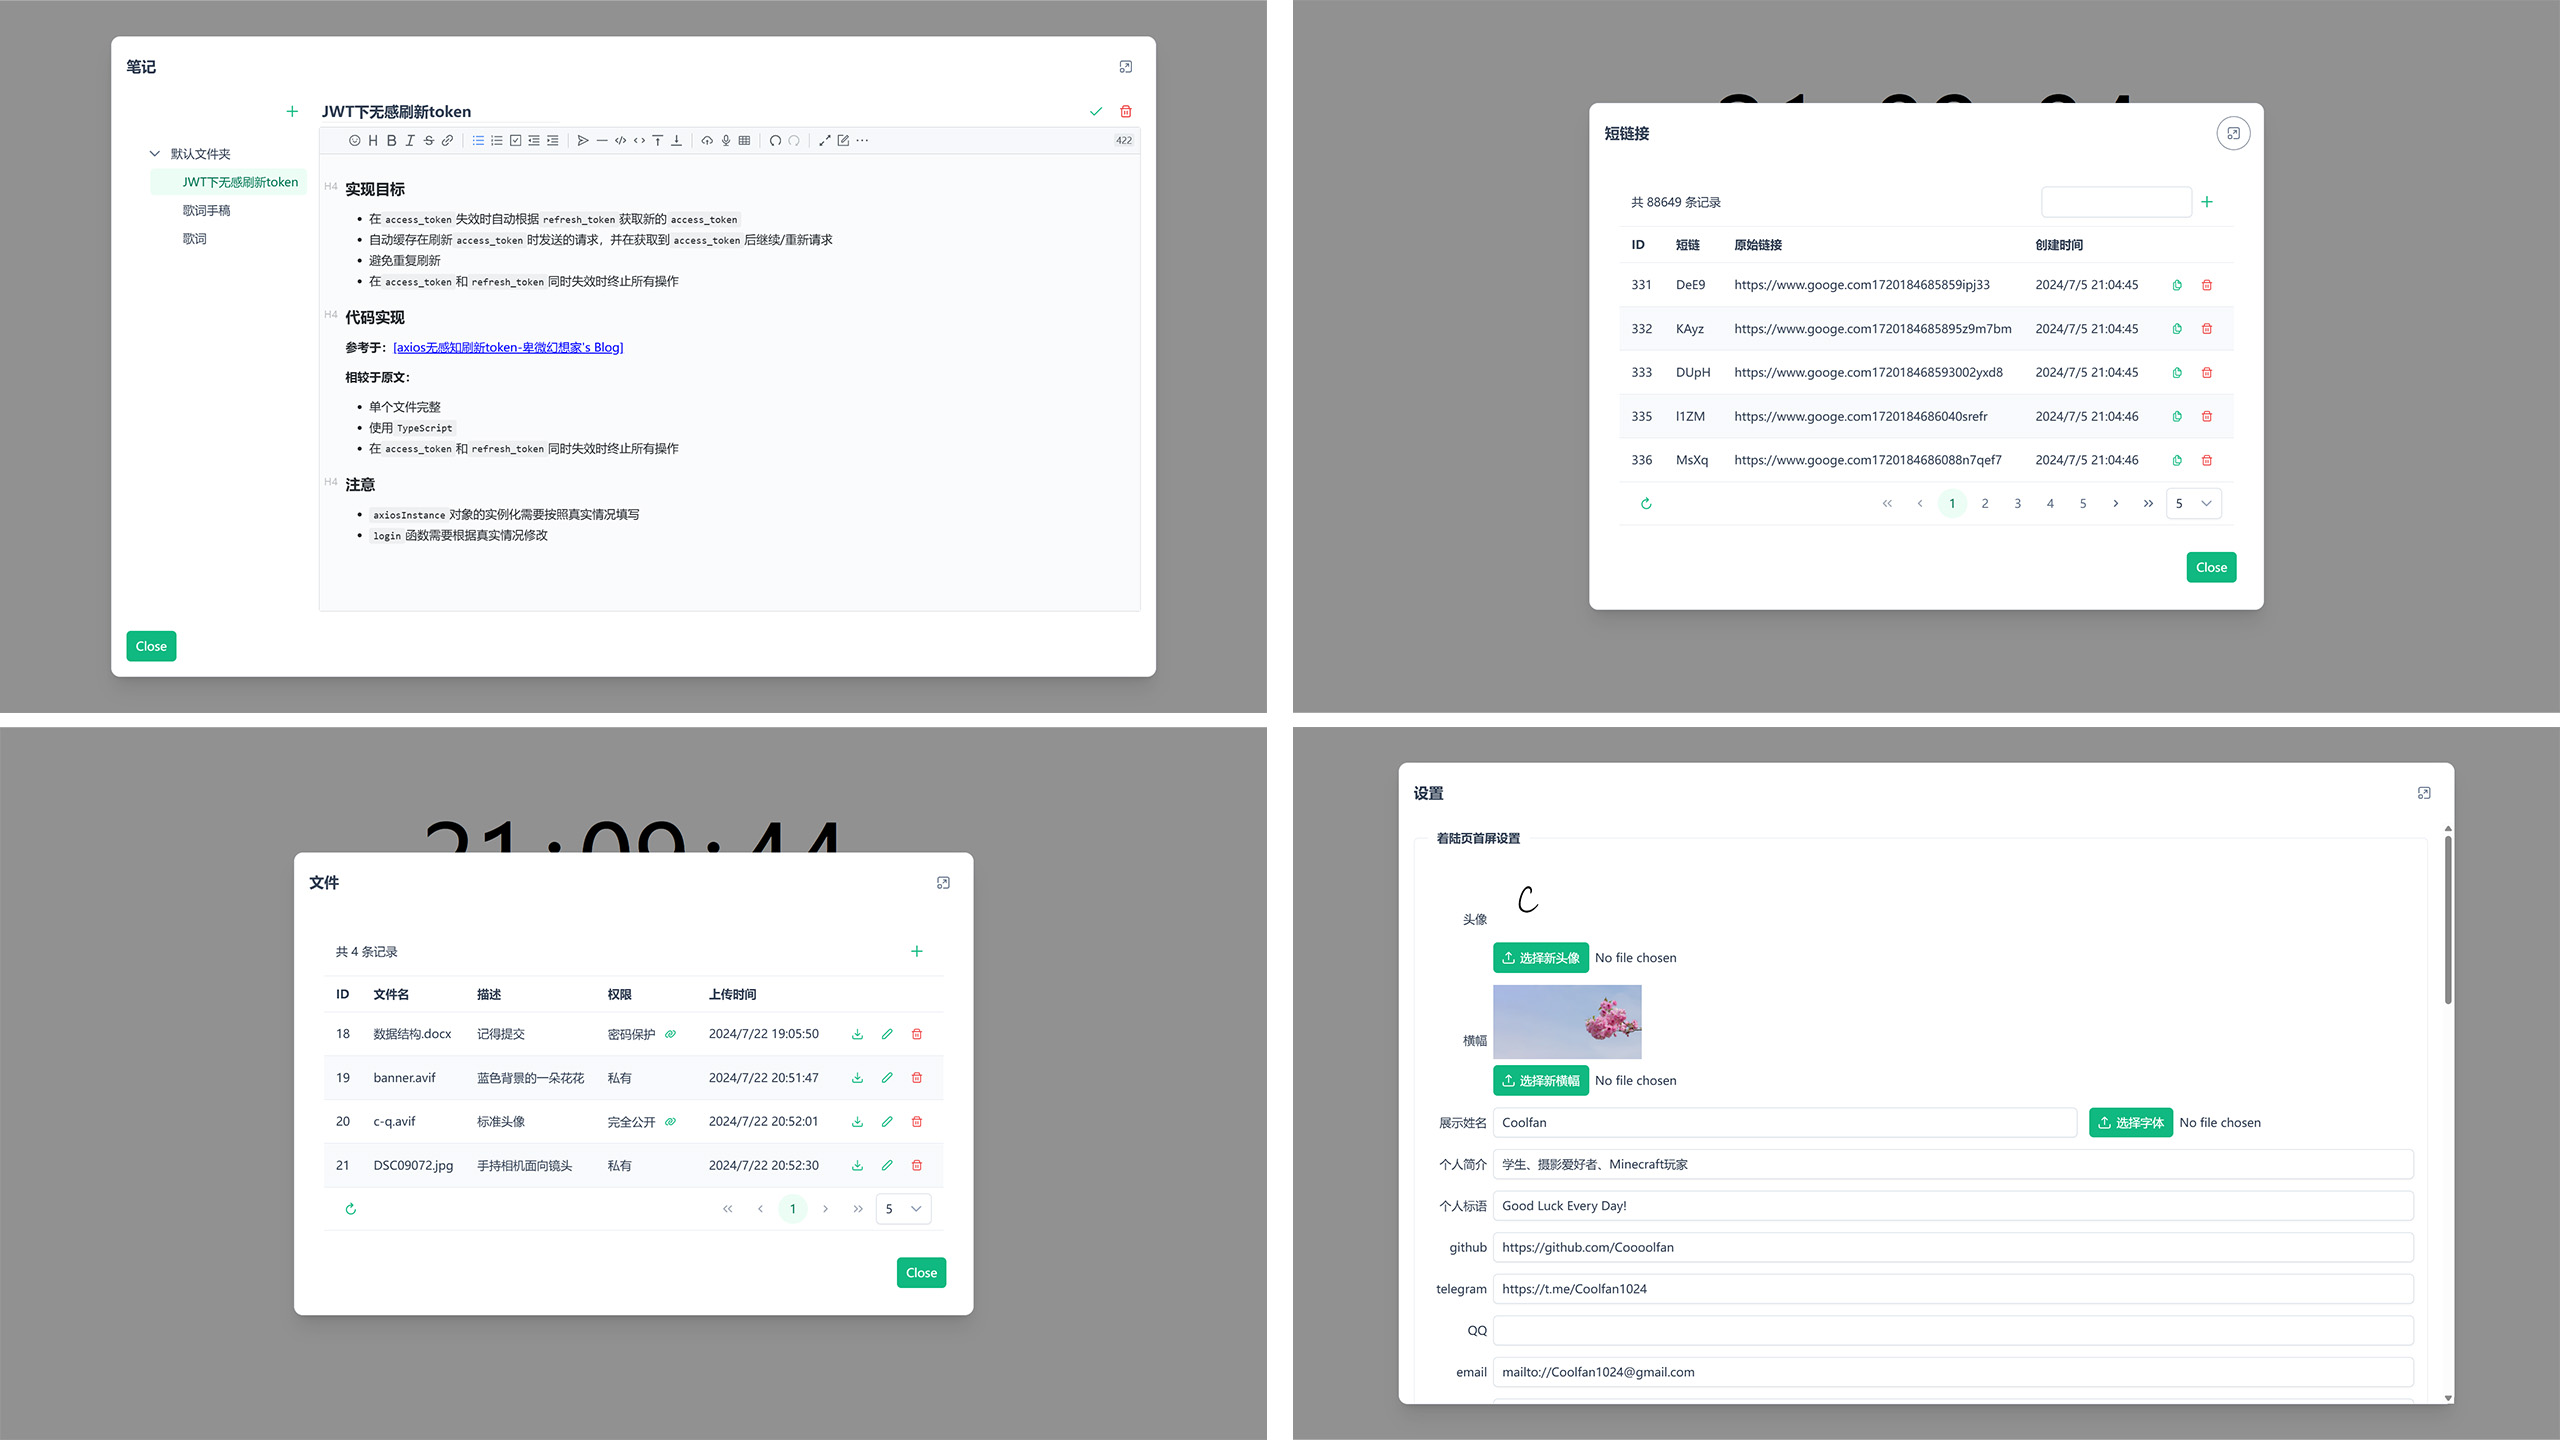 笔记
JWT下无感刷新token
422
默认文件夹
JWT下无感刷新token
歌词手稿
歌词
H4 实现目标
在 access_token 失效时自动根据 refresh_token 获取新的 access_token
自动缓存在刷新 access_token 时发送的请求，并在获取到 access_token 后继续/重新请求
避免重复刷新
在 access_token 和 refresh_token 同时失效时终止所有操作
H4 代码实现
参考于：[axios无感知刷新token-卑微幻想家's Blog]
相较于原文：
单个文件完整
使用 TypeScript
在 access_token 和 refresh_token 同时失效时终止所有操作
H4 注意
axiosInstance 对象的实例化需要按照真实情况填写
login 函数需要根据真实情况修改
Close
短链接
共 88649 条记录
ID 短链 原始链接 创建时间
331 DeE9 https://www.googe.com1720184685859ipj33 2024/7/5 21:04:45
332 KAyz https://www.googe.com1720184685895z9m7bm 2024/7/5 21:04:45
333 DUpH https://www.googe.com172018468593002yxd8 2024/7/5 21:04:45
335 l1ZM https://www.googe.com1720184686040srefr 2024/7/5 21:04:46
336 MsXq https://www.googe.com1720184686088n7qef7 2024/7/5 21:04:46
1 2 3 4 5 5
Close
21:09:44
文件
共 4 条记录
ID 文件名 描述 权限 上传时间
18 数据结构.docx 记得提交 密码保护 2024/7/22 19:05:50
19 banner.avif 蓝色背景的一朵花花 私有 2024/7/22 20:51:47
20 c-q.avif 标准头像 完全公开 2024/7/22 20:52:01
21 DSC09072.jpg 手持相机面向镜头 私有 2024/7/22 20:52:30
1 5
Close
设置
着陆页首屏设置
C
头像
选择新头像 No file chosen
横幅
选择新横幅 No file chosen
展示姓名 Coolfan 选择字体 No file chosen
个人简介 学生、摄影爱好者、Minecraft玩家
个人标语 Good Luck Every Day!
github https://github.com/Coooolfan
telegram https://t.me/Coolfan1024
QQ
email mailto://Coolfan1024@gmail.com